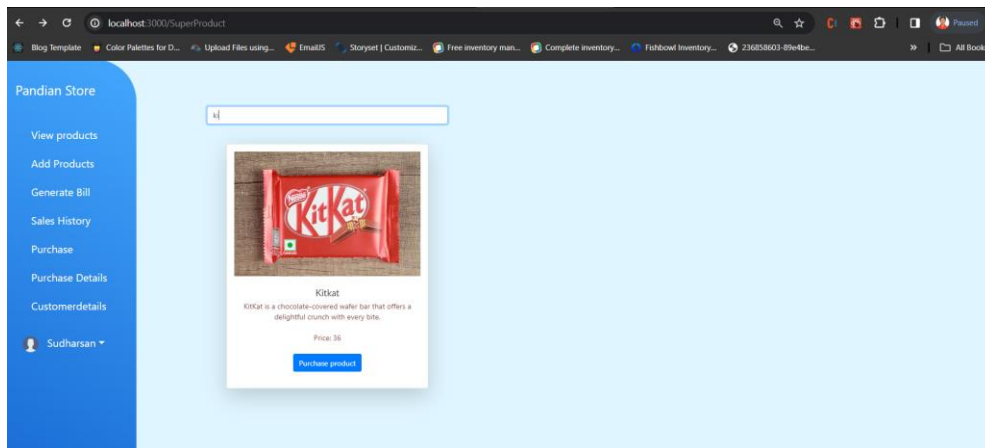 localhost:3000/SuperProduct
Paused
Blog Template Color Palettes for D... Upload Files using... EmailJS Storyset | Customiz... Free inventory man... Complete inventory... Fishbowl Inventory... 236858603-89e4be... » All Book
Pandian Store
View products
Add Products
Generate Bill
Sales History
Purchase
Purchase Details
Customerdetails
Sudharsan
ki
Nestle
KitKat
Kitkat
KitKat is a chocolate-covered wafer bar that offers a
delightful crunch with every bite.
Price: 36
Purchase product